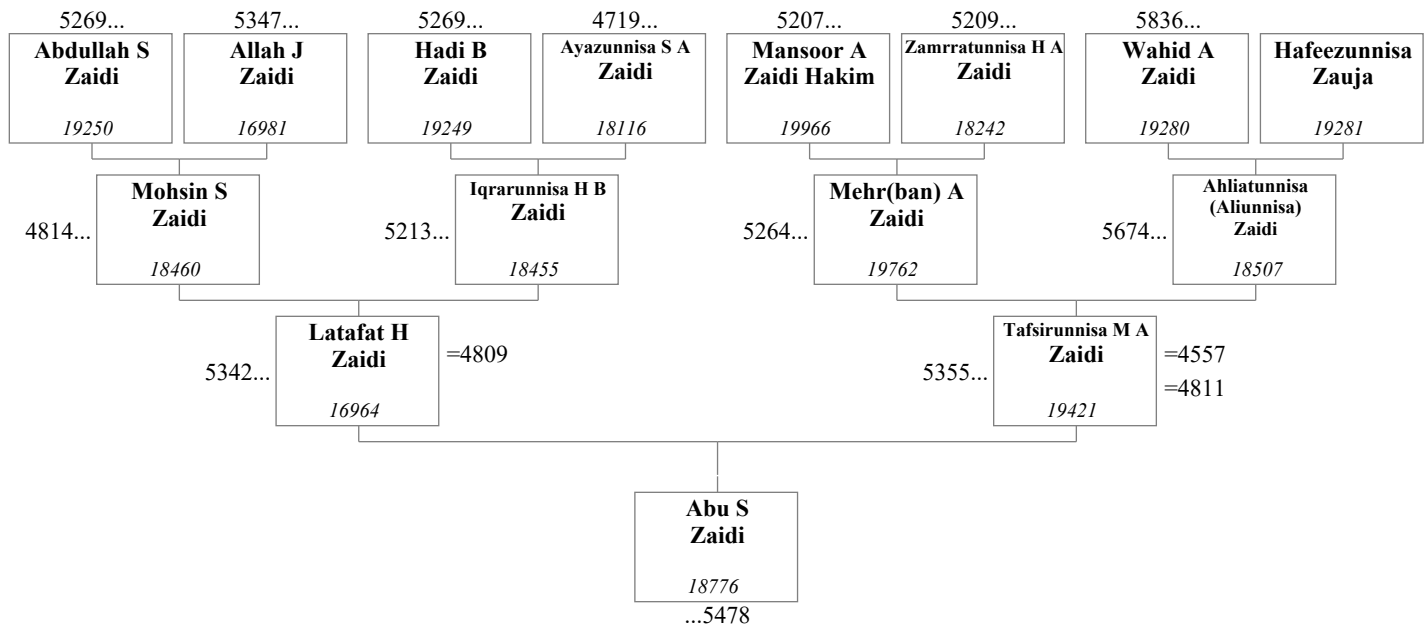 5269... 5347... 5269... 4719... 5207... 5209... 5836...
Abdullah S Zaidi 19250
Allah J Zaidi 16981
Hadi B Zaidi 19249
Ayazunnisa S A Zaidi 18116
Mansoor A Zaidi Hakim 19966
Zamrratunnisa H A Zaidi 18242
Wahid A Zaidi 19280
Hafeezunnisa Zauja 19281
4814...
Mohsin S
Zaidi
18460
5213...
Iqrarunnisa H B
Zaidi
18455
5264...
Mehr(ban) A
Zaidi
19762
5674...
Ahliatunnisa
(Aliunnisa)
Zaidi
18507
5342...
Latafat H
Zaidi
16964
=4809
5355...
Tafsirunnisa M A
Zaidi
19421
=4557
=4811
Abu S
Zaidi
18776
...5478